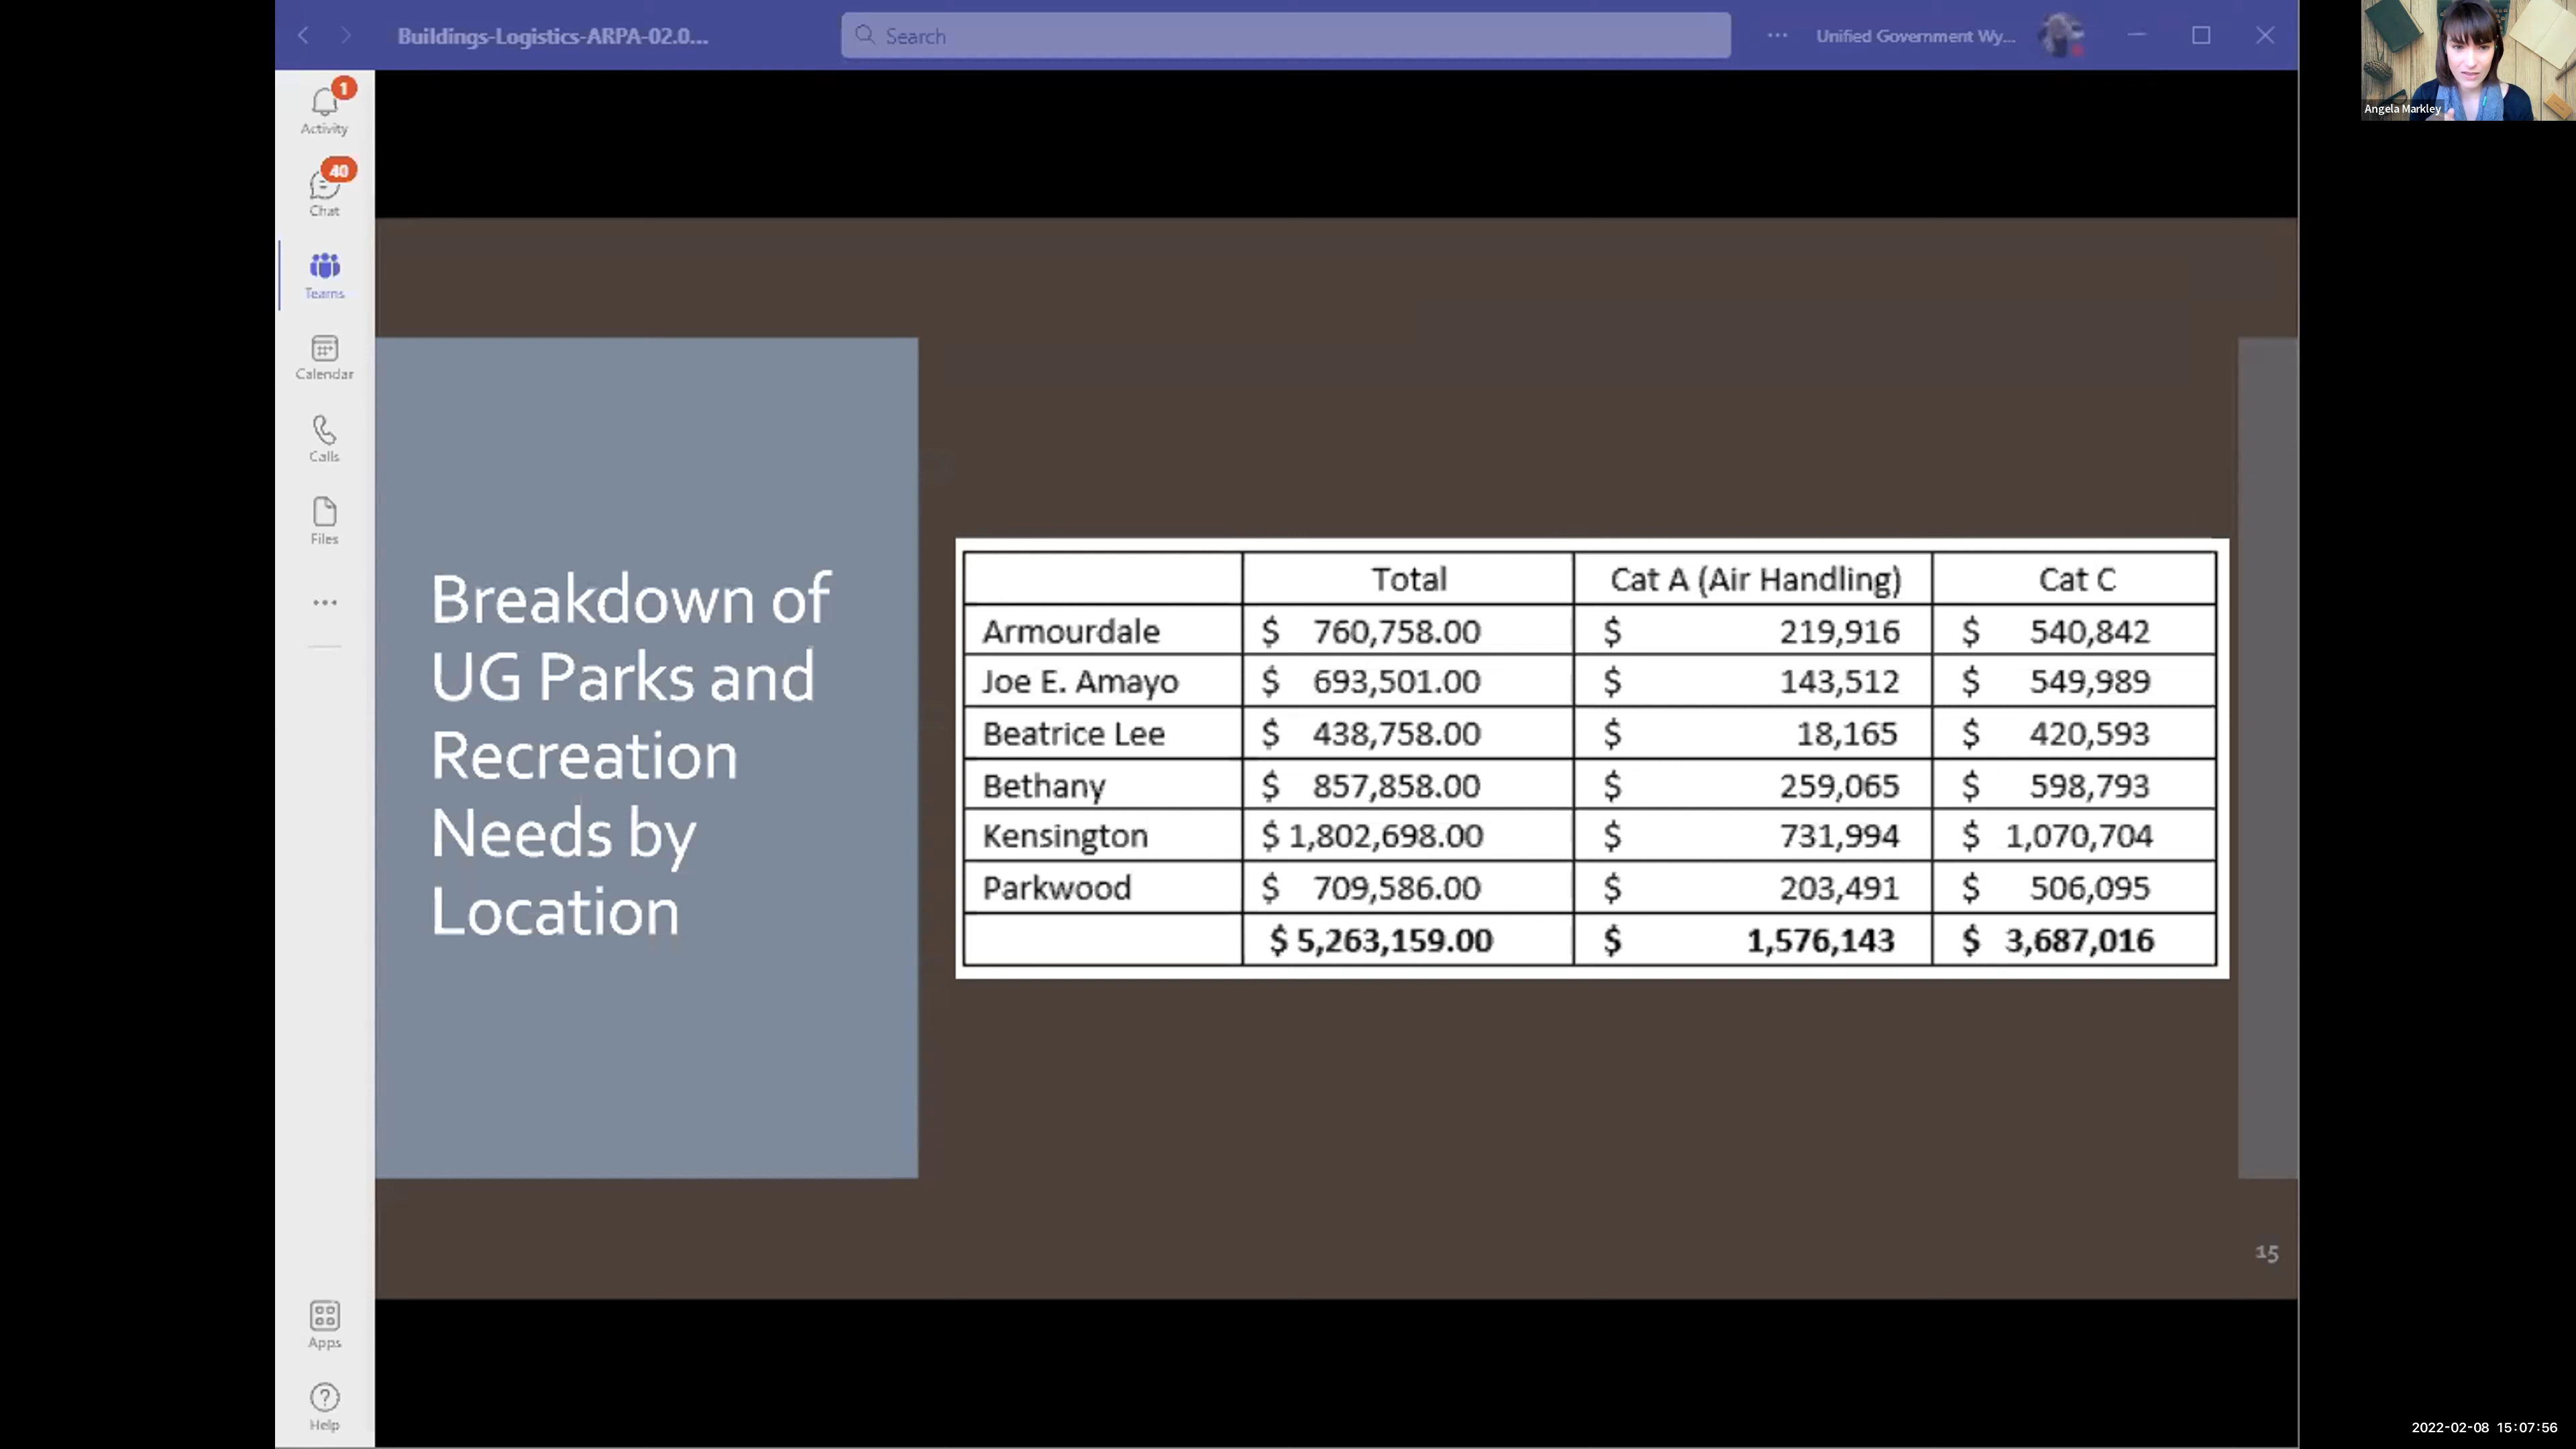 Buildings-Logistics-ARPA-02.0...
Search
Unified Government Wy...
Angela Markley
1
Activity
40
Chat
Teams
Calendar
Calls
Files
Apps
Help
Breakdown of
UG Parks and
Recreation
Needs by
Location
Total Cat A (Air Handling) Cat C
Armourdale $ 760,758.00 $ 219,916 $ 540,842
Joe E. Amayo $ 693,501.00 $ 143,512 $ 549,989
Beatrice Lee $ 438,758.00 $ 18,165 $ 420,593
Bethany $ 857,858.00 $ 259,065 $ 598,793
Kensington $ 1,802,698.00 $ 731,994 $ 1,070,704
Parkwood $ 709,586.00 $ 203,491 $ 506,095
$ 5,263,159.00 $ 1,576,143 $ 3,687,016
15
2022-02-08 15:07:56